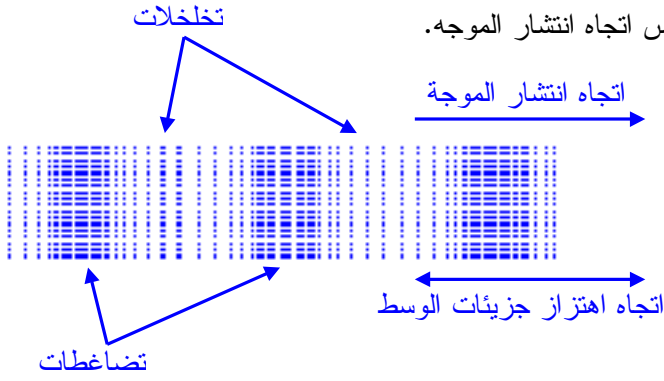 تخلخلات
اتجاه انتشار الموجه.
اتجاه انتشار الموجة
اتجاه اهتزاز جزيئات الوسط
تضاغطات